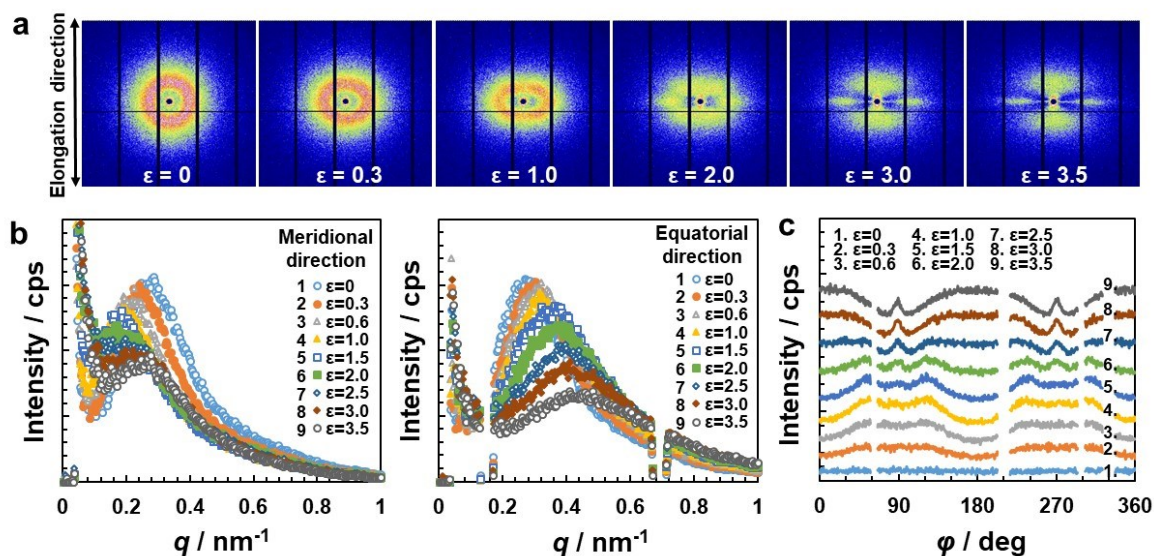 a
Elongation direction
ε = 0
ε = 0.3
ε = 1.0
ε = 2.0
ε = 3.0
ε = 3.5
b
Intensity / cps
Meridional
direction
1 ε=0
2 ε=0.3
3 ε=0.6
4 ε=1.0
5 ε=1.5
6 ε=2.0
7 ε=2.5
8 ε=3.0
9 ε=3.5
0 0.2 0.4 0.6 0.8 1
q / nm⁻¹
Intensity / cps
Equatorial
direction
1 ε=0
2 ε=0.3
3 ε=0.6
4 ε=1.0
5 ε=1.5
6 ε=2.0
7 ε=2.5
8 ε=3.0
9 ε=3.5
0 0.2 0.4 0.6 0.8 1
q / nm⁻¹
c
Intensity / cps
1. ε=0 4. ε=1.0 7. ε=2.5
2. ε=0.3 5. ε=1.5 8. ε=3.0
3. ε=0.6 6. ε=2.0 9. ε=3.5
9.
8
7
6
5
4.
3
2.
1.
0 90 180 270 360
φ / deg